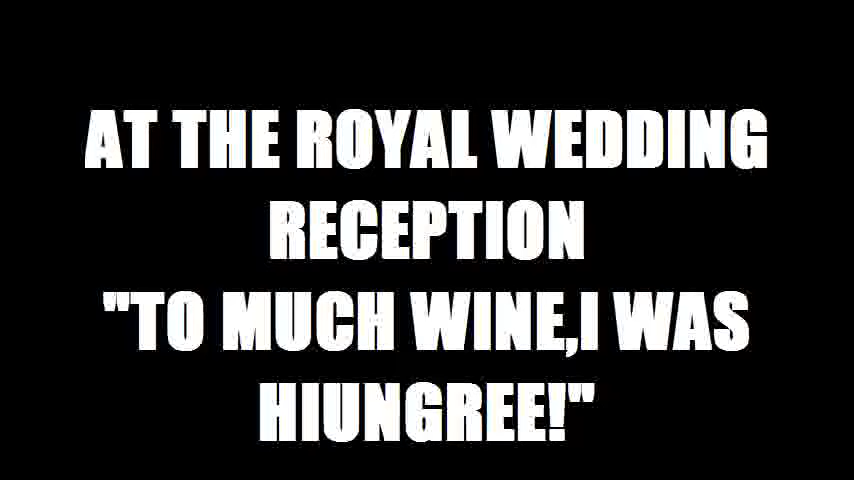 AT THE ROYAL WEDDING
RECEPTION
"TO MUCH WINE,I WAS
HIUNGREE!"